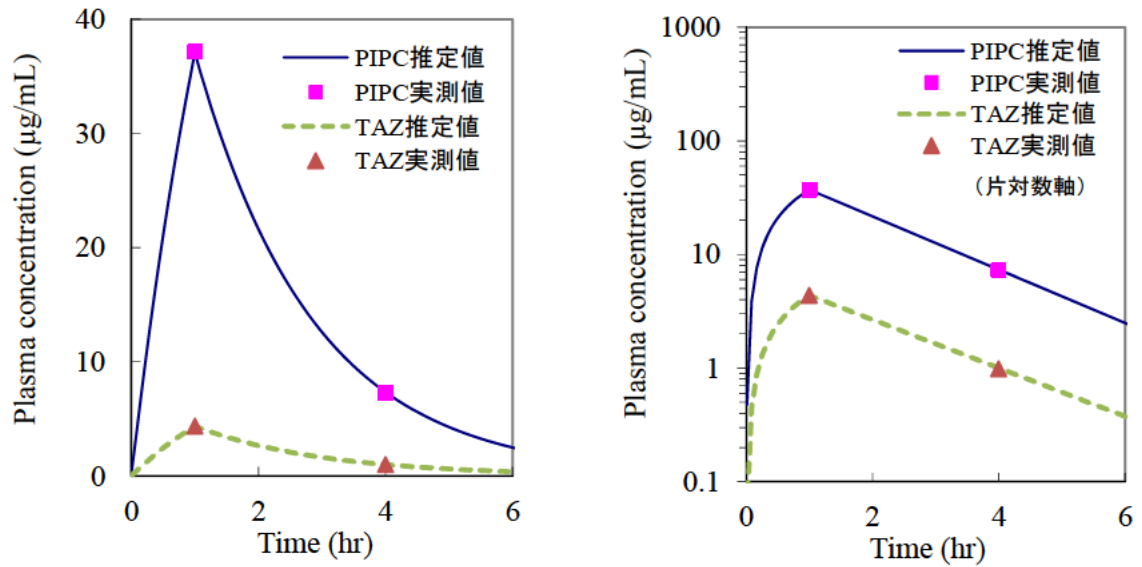 Plasma concentration (μg/mL)
40
30
20
10
0
0 2 4 6
Time (hr)
PIPC推定値
PIPC実測値
TAZ推定値
TAZ実測値
Plasma concentration (μg/mL)
1000
100
10
1
0.1
0 2 4 6
Time (hr)
PIPC推定値
PIPC実測値
TAZ推定値
TAZ実測値
（片対数軸）